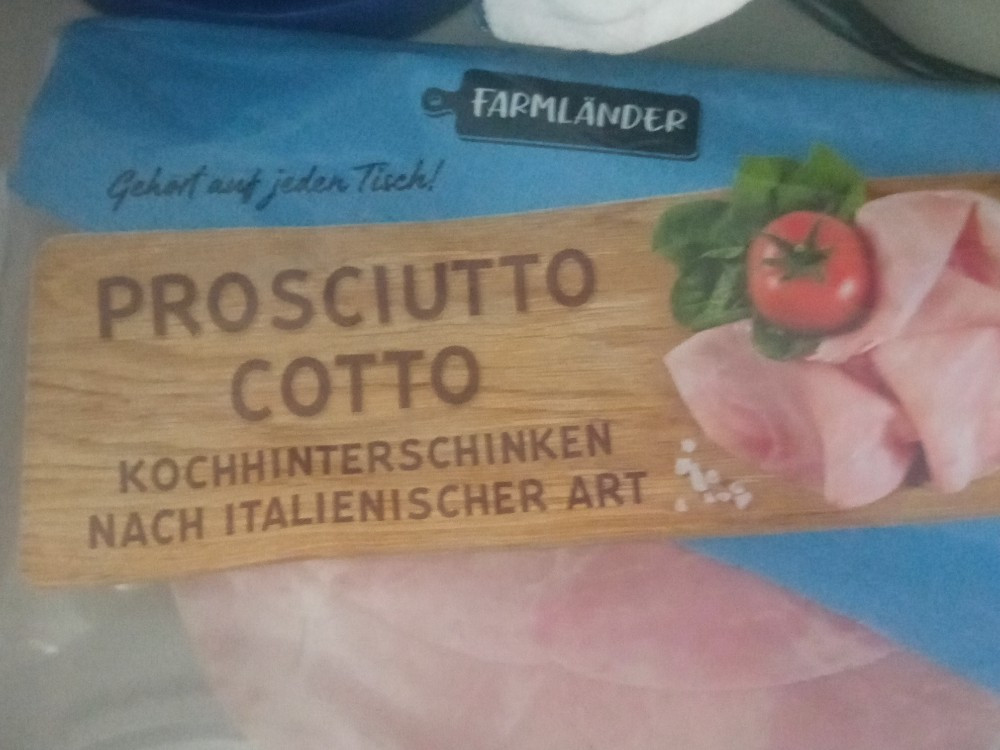 FARMLÄNDER
Gehört auf jeden Tisch!
PROSCIUTTO
COTTO
KOCHHINTERSCHINKEN
NACH ITALIENISCHER ART